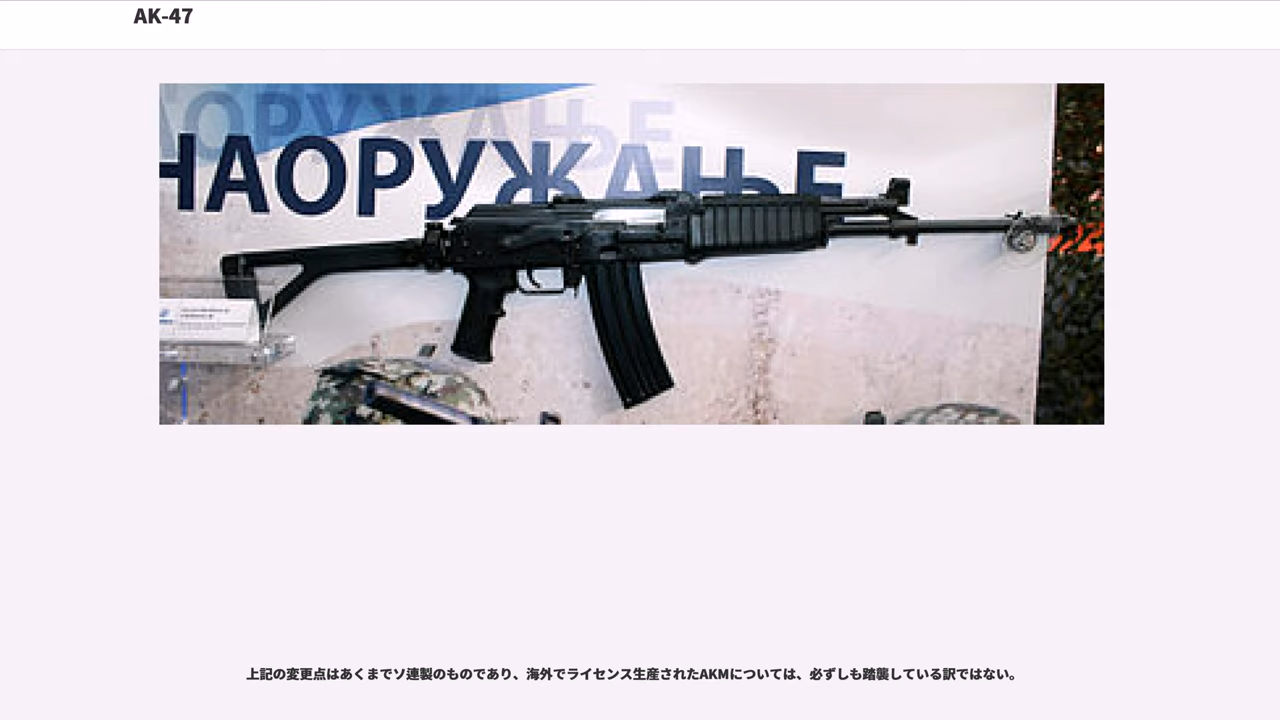 AK-47
НАОРУЖАЊЕ
НАОРУЖАЊЕ
上記の変更点はあくまでソ連製のものであり、海外でライセンス生産されたAKMについては、必ずしも踏襲している訳ではない。